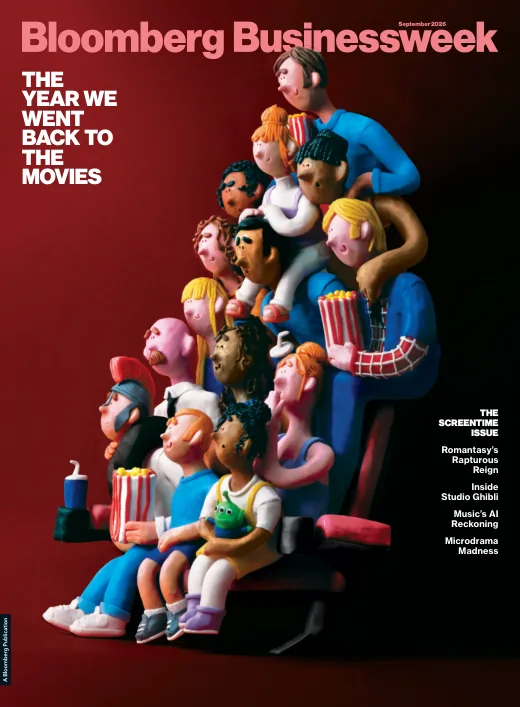 September 2026
Bloomberg Businessweek
THE
YEAR WE
WENT
BACK TO
THE
MOVIES
THE
SCREENTIME
ISSUE
Romantasy's
Rapturous
Reign
Inside
Studio Ghibli
Music's AI
Reckoning
Microdrama
Madness
A Bloomberg Publication